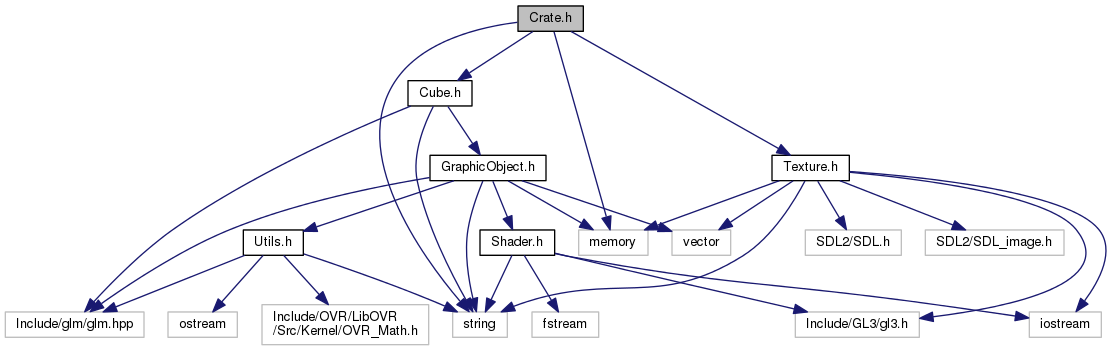 Crate.h
Cube.h
GraphicObject.h
Texture.h
Utils.h
Shader.h
memory
vector
SDL2/SDL.h
SDL2/SDL_image.h
Include/glm/glm.hpp
ostream
Include/OVR/LibOVR
/Src/Kernel/OVR_Math.h
string
fstream
Include/GL3/gl3.h
iostream